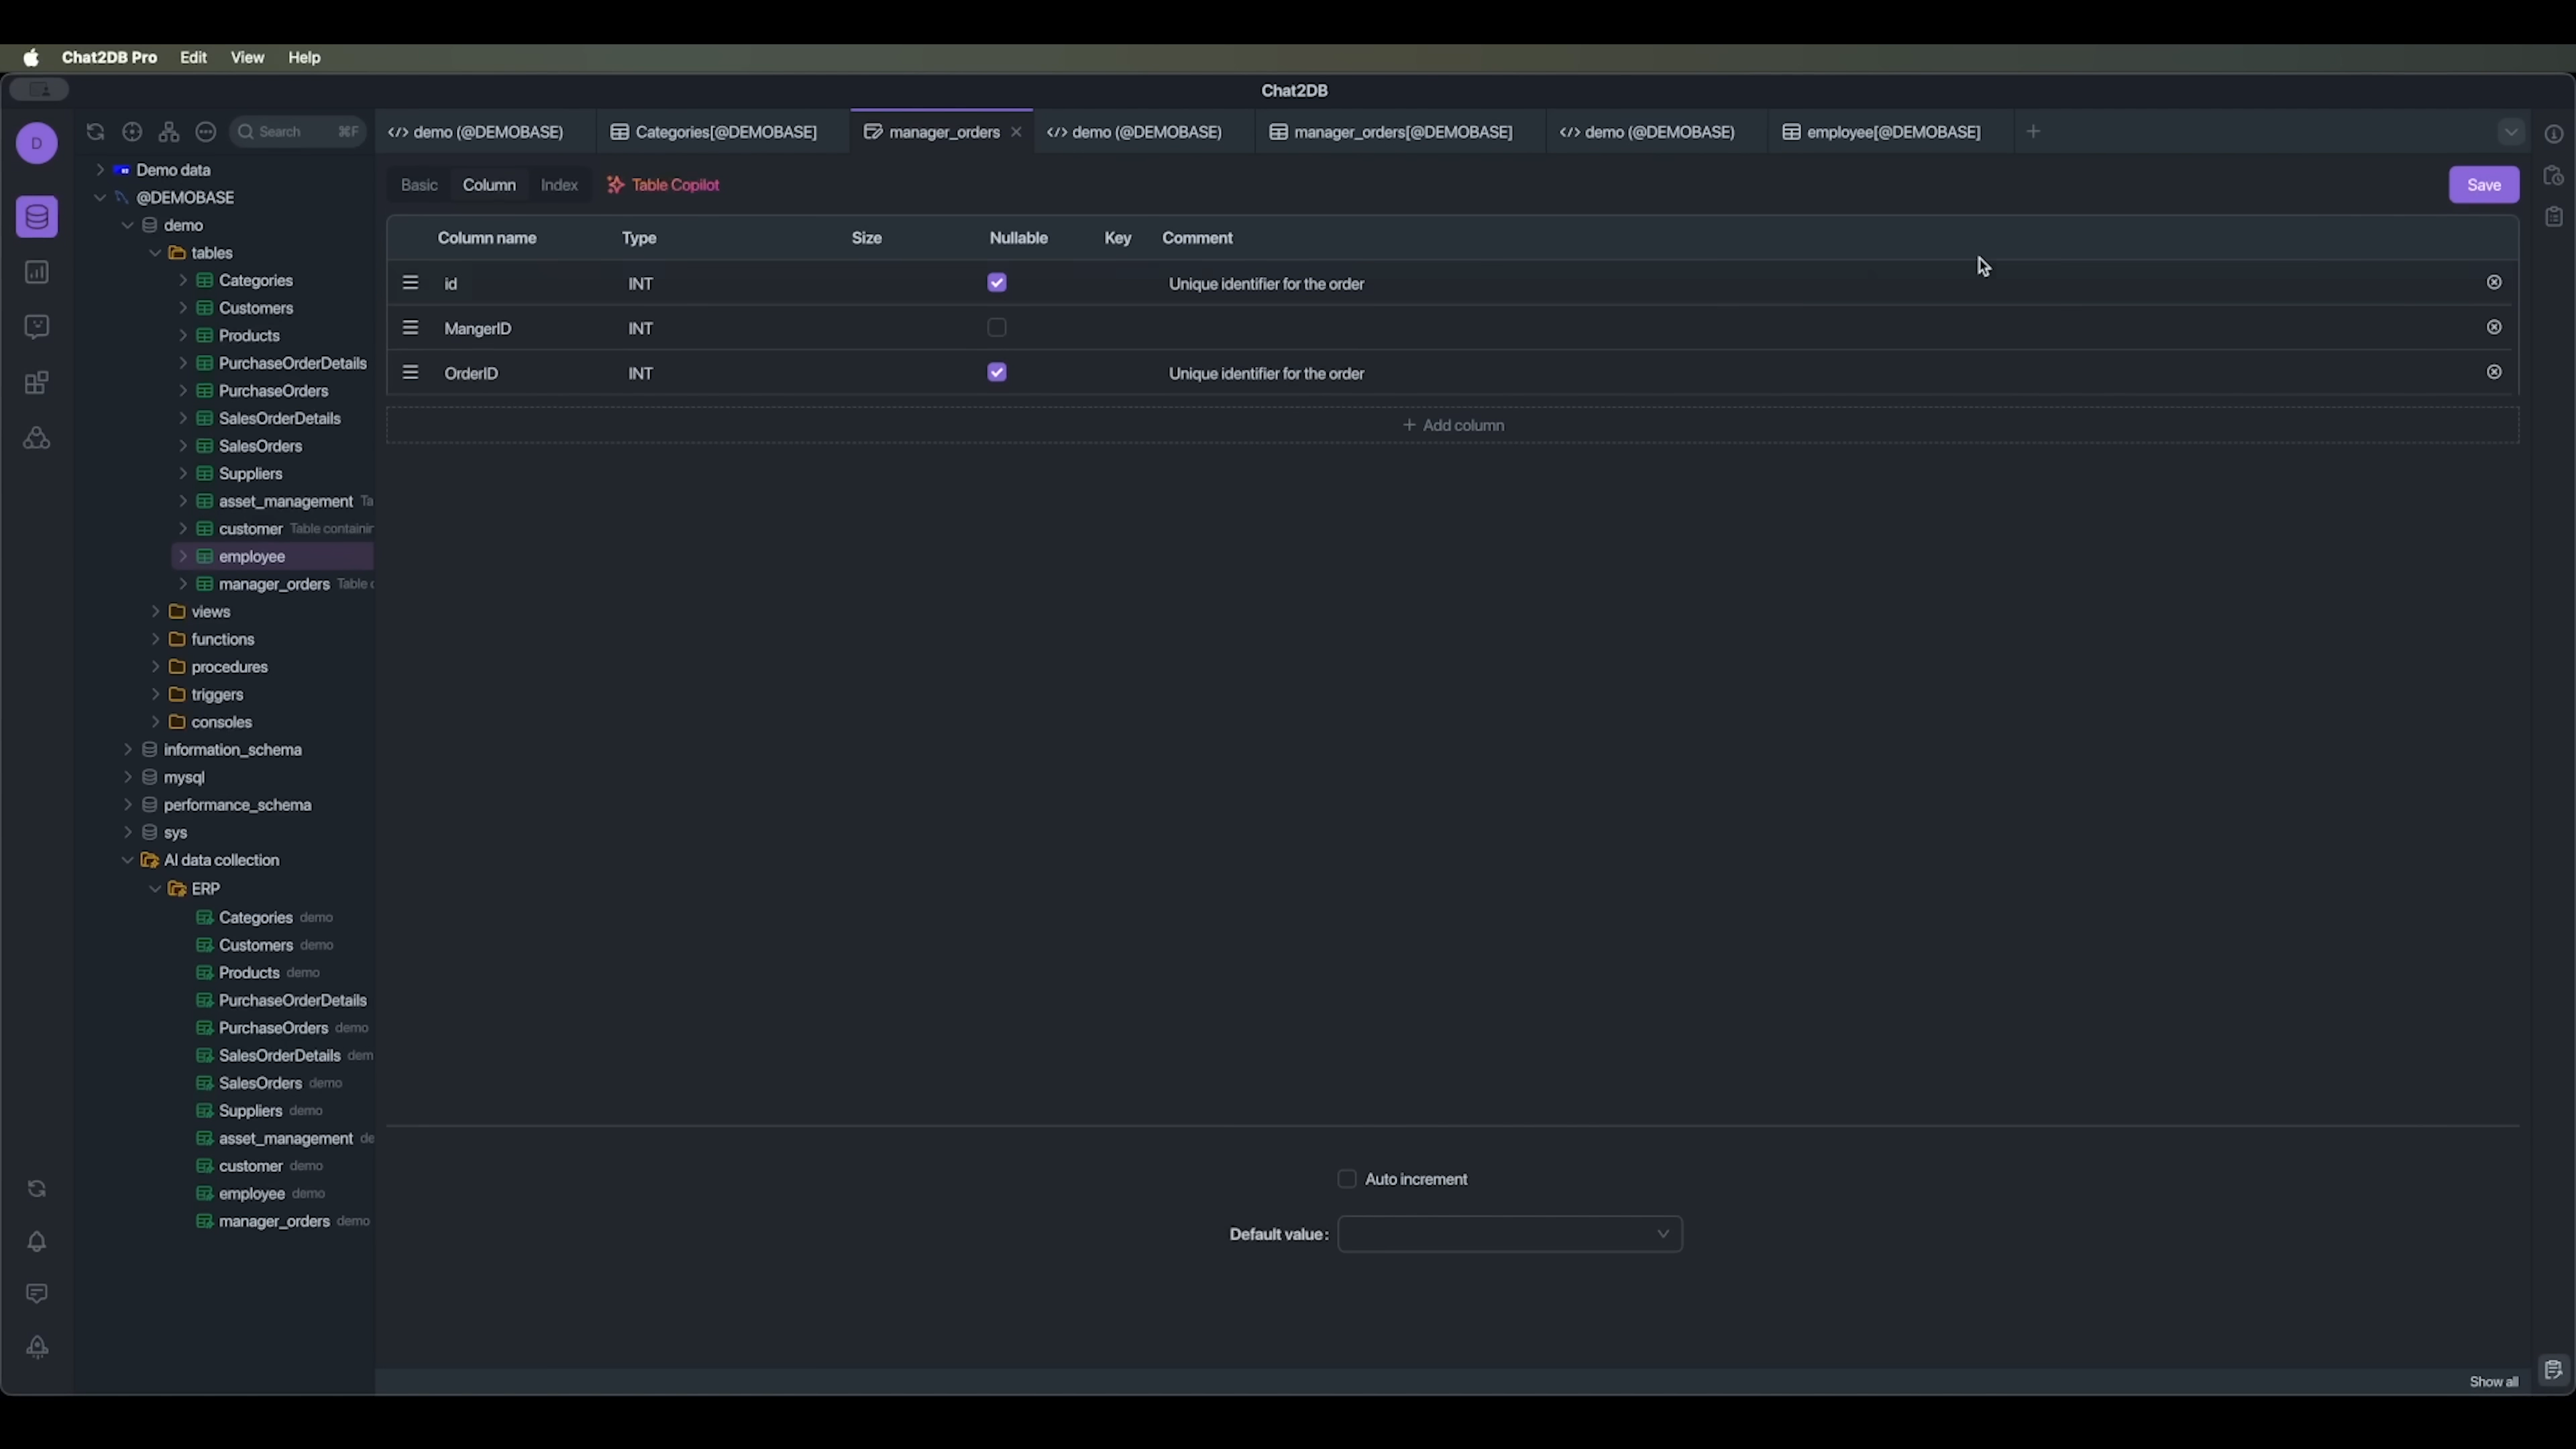 Chat2DB Pro Edit View Help
Chat2DB
D
Search ⌘F
demo (@DEMOBASE) Categories[@DEMOBASE] manager_orders demo (@DEMOBASE) manager_orders[@DEMOBASE] demo (@DEMOBASE) employee[@DEMOBASE]
Demo data
@DEMOBASE
demo
tables
Categories
Customers
Products
PurchaseOrderDetails
PurchaseOrders
SalesOrderDetails
SalesOrders
Suppliers
asset_management Ta
customer Table containin
employee
manager_orders Table c
views
functions
procedures
triggers
consoles
information_schema
mysql
performance_schema
sys
AI data collection
ERP
Categories demo
Customers demo
Products demo
PurchaseOrderDetails
PurchaseOrders demo
SalesOrderDetails dem
SalesOrders demo
Suppliers demo
asset_management de
customer demo
employee demo
manager_orders demo
Basic Column Index Table Copilot
Save
Column name Type Size Nullable Key Comment
id INT Unique identifier for the order
MangerID INT
OrderID INT Unique identifier for the order
+ Add column
Auto increment
Default value:
Show all